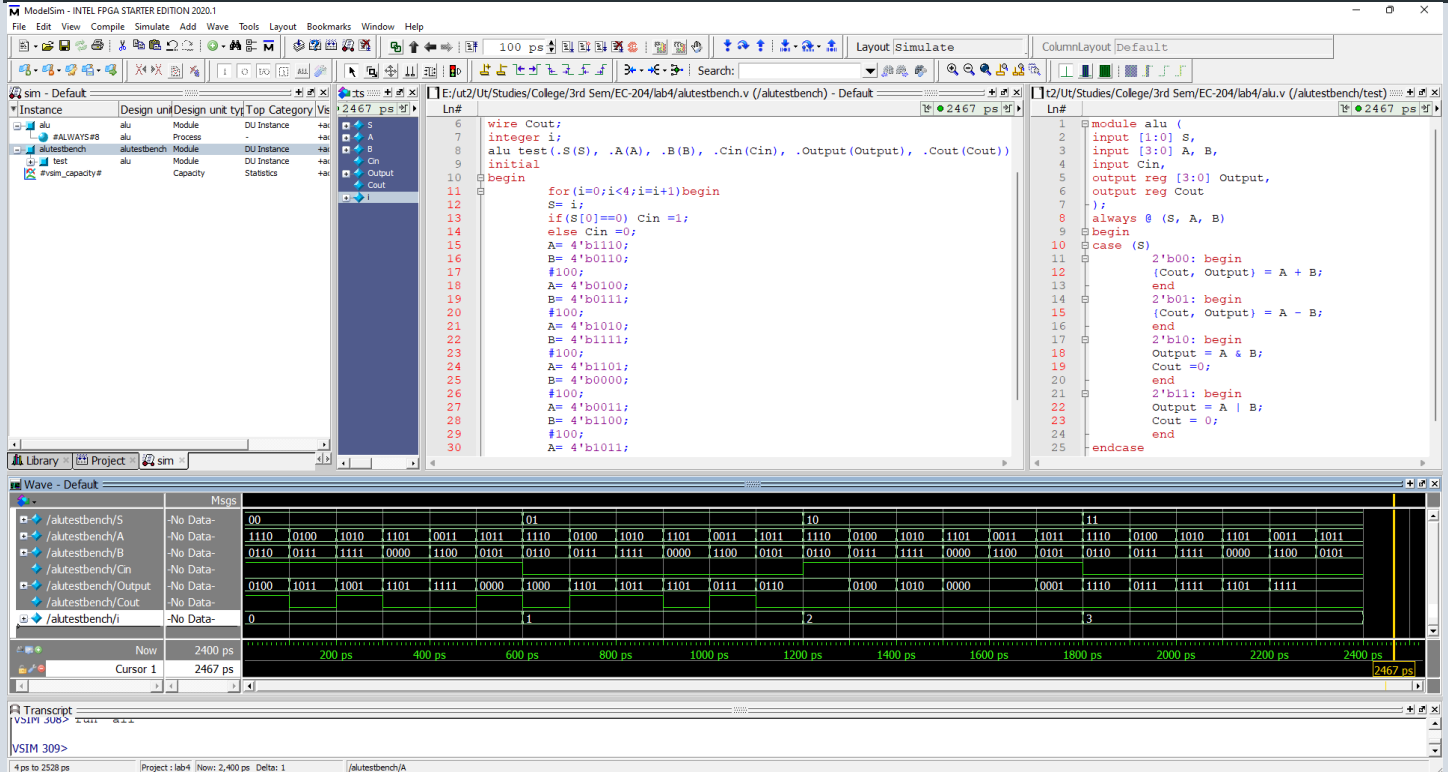 ModelSim - INTEL FPGA STARTER EDITION 2020.1
File Edit View Compile Simulate Add Wave Tools Layout Bookmarks Window Help
100 ps
Layout Simulate
ColumnLayout Default
Search:
sim - Default
Instance Design unit Design unit typ Top Category Vis
alu alu Module DU Instance +ac
#ALWAYS#8 alu Process - +ac
alutestbench alutestbench Module DU Instance +ac
test alu Module DU Instance +ac
#vsim_capacity# Capacity Statistics +ac
Library Project sim
:ts
2467 ps
S
A
B
Cin
Output
Cout
i
E:/ut2/Ut/Studies/College/3rd Sem/EC-204/lab4/alutestbench.v (/alutestbench) - Default
Ln# 2467 ps
6 wire Cout;
7 integer i;
8 alu test(.S(S), .A(A), .B(B), .Cin(Cin), .Output(Output), .Cout(Cout))
9 initial
10 begin
11 for(i=0;i<4;i=i+1)begin
12 S= i;
13 if(S[0]==0) Cin =1;
14 else Cin =0;
15 A= 4'b1110;
16 B= 4'b0110;
17 #100;
18 A= 4'b0100;
19 B= 4'b0111;
20 #100;
21 A= 4'b1010;
22 B= 4'b1111;
23 #100;
24 A= 4'b1101;
25 B= 4'b0000;
26 #100;
27 A= 4'b0011;
28 B= 4'b1100;
29 #100;
30 A= 4'b1011;
t2/Ut/Studies/College/3rd Sem/EC-204/lab4/alu.v (/alutestbench/test)
Ln# 2467 ps
1 module alu (
2 input [1:0] S,
3 input [3:0] A, B,
4 input Cin,
5 output reg [3:0] Output,
6 output reg Cout
7 );
8 always @ (S, A, B)
9 begin
10 case (S)
11 2'b00: begin
12 {Cout, Output} = A + B;
13 end
14 2'b01: begin
15 {Cout, Output} = A - B;
16 end
17 2'b10: begin
18 Output = A & B;
19 Cout =0;
20 end
21 2'b11: begin
22 Output = A | B;
23 Cout = 0;
24 end
25 endcase
Wave - Default
Msgs
/alutestbench/S -No Data- 00 01 10 11
/alutestbench/A -No Data- 1110 0100 1010 1101 0011 1011 1110 0100 1010 1101 0011 1011 1110 0100 1010 1101 0011 1011 1110 0100 1010 1101 0011 1011
/alutestbench/B -No Data- 0110 0111 1111 0000 1100 0101 0110 0111 1111 0000 1100 0101 0110 0111 1111 0000 1100 0101 0110 0111 1111 0000 1100 0101
/alutestbench/Cin -No Data-
/alutestbench/Output -No Data- 0100 1011 1001 1101 1111 0000 1000 1101 1011 1101 0111 0110 0100 1010 0000 0001 1110 0111 1111 1101 1111
/alutestbench/Cout -No Data-
/alutestbench/i -No Data- 0 1 2 3
Now 2400 ps 200 ps 400 ps 600 ps 800 ps 1000 ps 1200 ps 1400 ps 1600 ps 1800 ps 2000 ps 2200 ps 2400 ps
Cursor 1 2467 ps 2467 ps
Transcript
VSIM 308> run -all
VSIM 309>
4 ps to 2528 ps Project : lab4 Now: 2,400 ps Delta: 1 /alutestbench/A